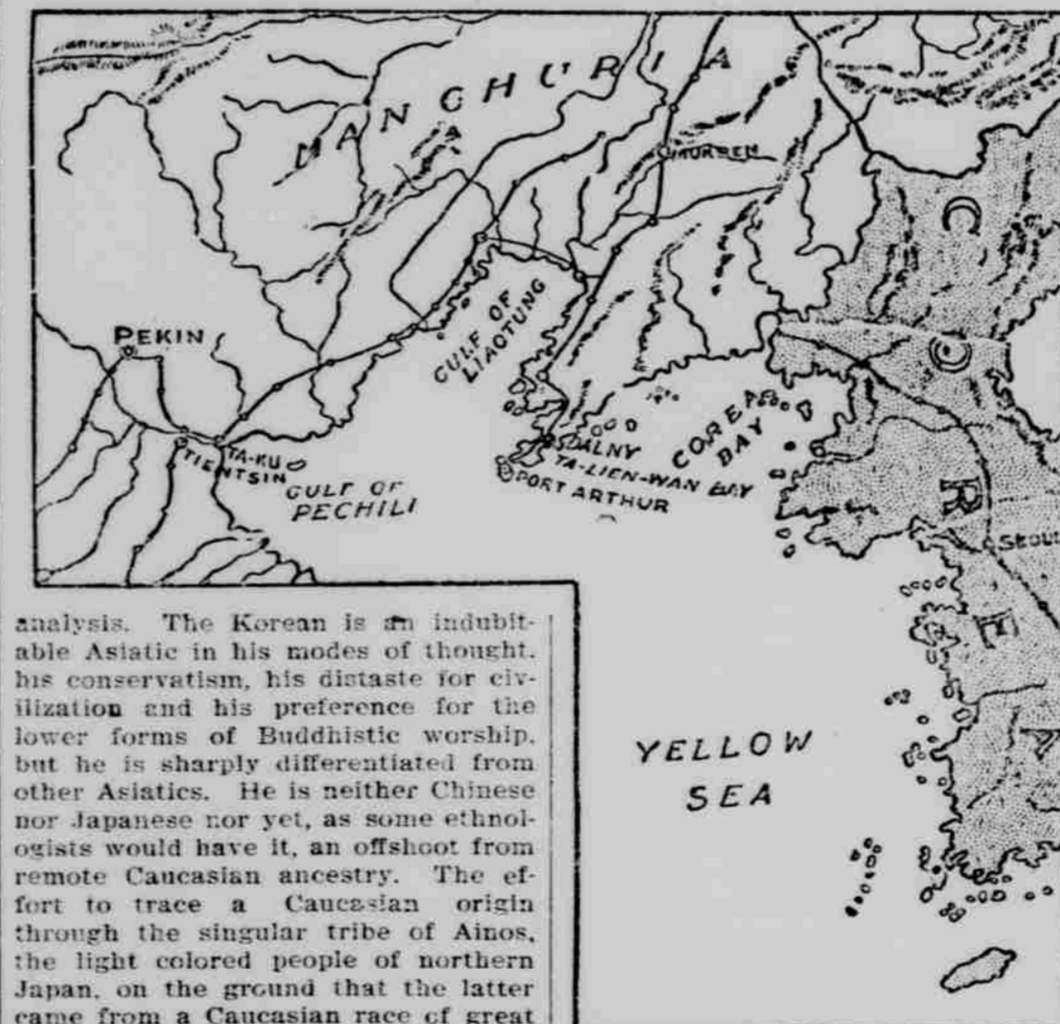 MANCHURIA
MUKDEN
PEKIN
GULF OF
LIAOTUNG
TA-KU
TIENTSIN
GULF OF
PECHILI
DALNY
TA-LIEN-WAN BAY
PORT ARTHUR
COREA
BAY
C
O
R
E
A
SEOUL
YELLOW
SEA
analysis. The Korean is an indubit-
able Asiatic in his modes of thought,
his conservatism, his distaste for civ-
ilization and his preference for the
lower forms of Buddhistic worship,
but he is sharply differentiated from
other Asiatics. He is neither Chinese
nor Japanese nor yet, as some ethnol-
ogists would have it, an offshoot from
remote Caucasian ancestry. The ef-
fort to trace a Caucasian origin
through the singular tribe of Ainos,
the light colored people of northern
Japan, on the ground that the latter
came from a Caucasian race of great